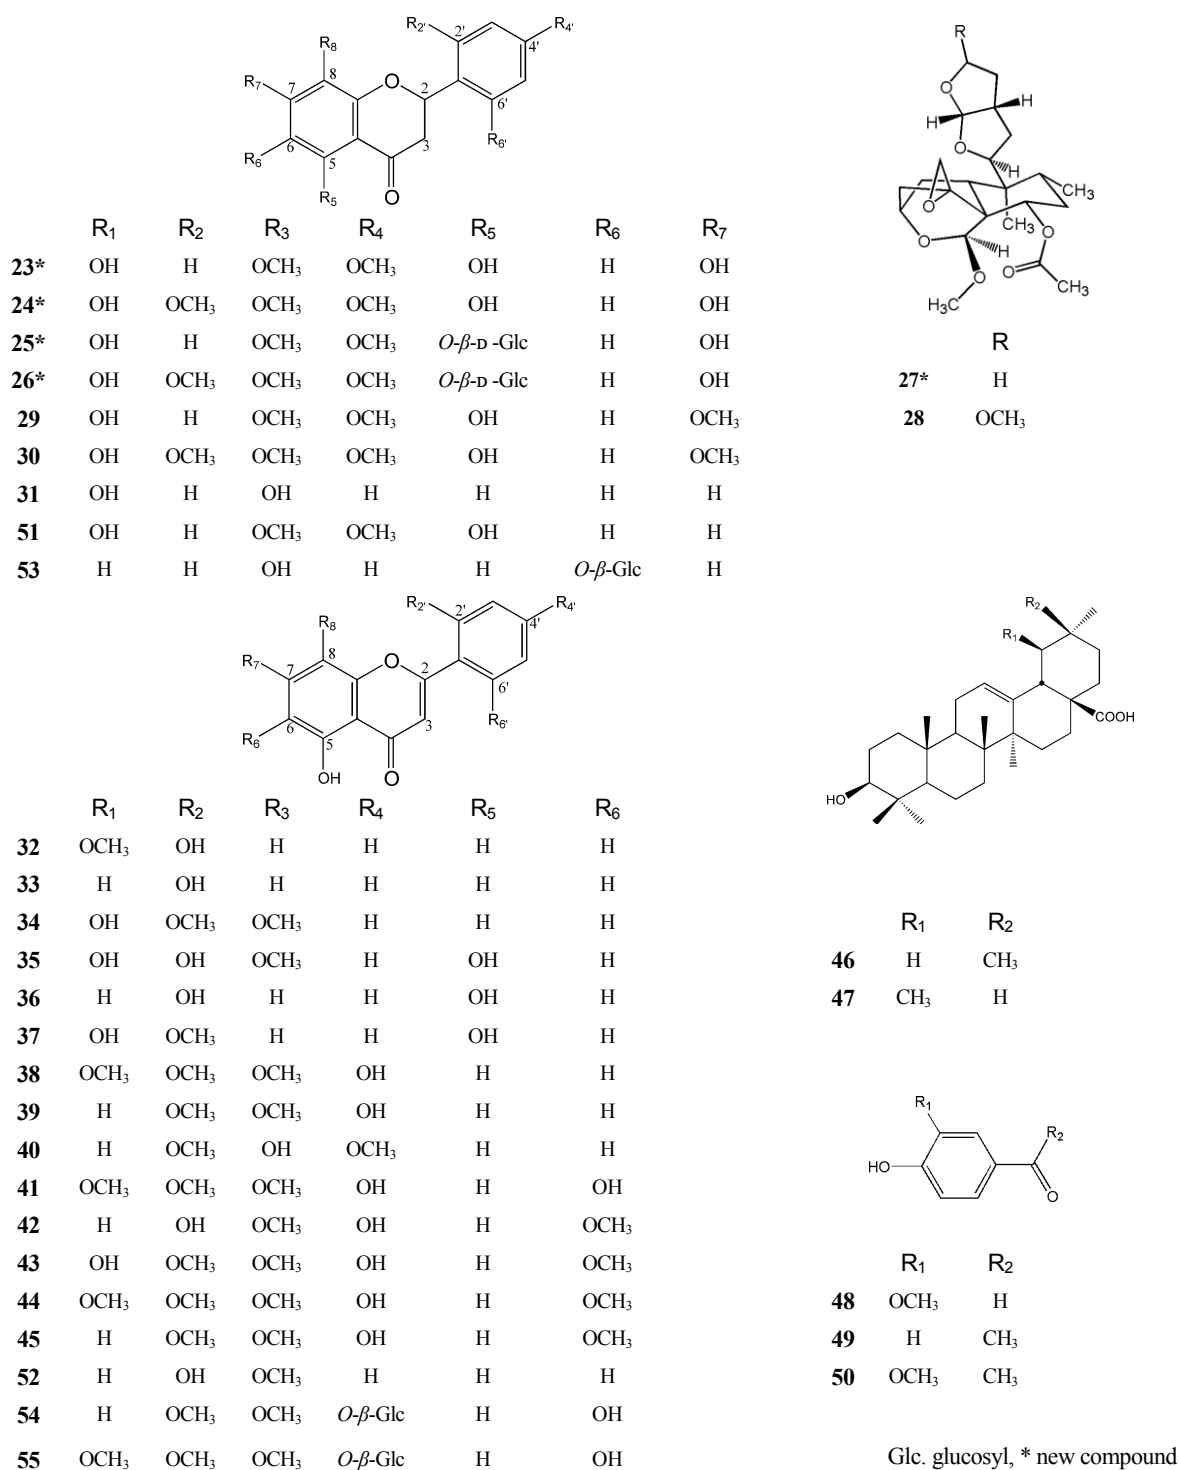 R2' R4'
R8 2' 4'
R7 7 8 O 2 6'
R6 6 5 3 R6'
R5 O
R1 R2 R3 R4 R5 R6 R7
23* OH H OCH3 OCH3 OH H OH
24* OH OCH3 OCH3 OCH3 OH H OH
25* OH H OCH3 OCH3 O-β-D -Glc H OH
26* OH OCH3 OCH3 OCH3 O-β-D -Glc H OH
29 OH H OCH3 OCH3 OH H OCH3
30 OH OCH3 OCH3 OCH3 OH H OCH3
31 OH H OH H H H H
51 OH H OCH3 OCH3 OH H H
53 H H OH H H O-β-Glc H
R
O H
H O
H
CH3
O CH3 O
O H O
H3C O CH3
R
27* H
28 OCH3
R2' R4'
R8 2' 4'
R7 7 8 O 2 6'
R6 6 5 3 R6'
OH O
R1 R2 R3 R4 R5 R6
32 OCH3 OH H H H H
33 H OH H H H H
34 OH OCH3 OCH3 H H H
35 OH OH OCH3 H OH H
36 H OH H H OH H
37 OH OCH3 H H OH H
38 OCH3 OCH3 OCH3 OH H H
39 H OCH3 OCH3 OH H H
40 H OCH3 OH OCH3 H H
41 OCH3 OCH3 OCH3 OH H OH
42 H OH OCH3 OH H OCH3
43 OH OCH3 OCH3 OH H OCH3
44 OCH3 OCH3 OCH3 OH H OCH3
45 H OCH3 OCH3 OH H OCH3
52 H OH OCH3 H H H
54 H OCH3 OCH3 O-β-Glc H OH
55 OCH3 OCH3 OCH3 O-β-Glc H OH
R2
R1
COOH
HO
R1 R2
46 H CH3
47 CH3 H
R1
R2
HO
O
R1 R2
48 OCH3 H
49 H CH3
50 OCH3 CH3
Glc. glucosyl, * new compound